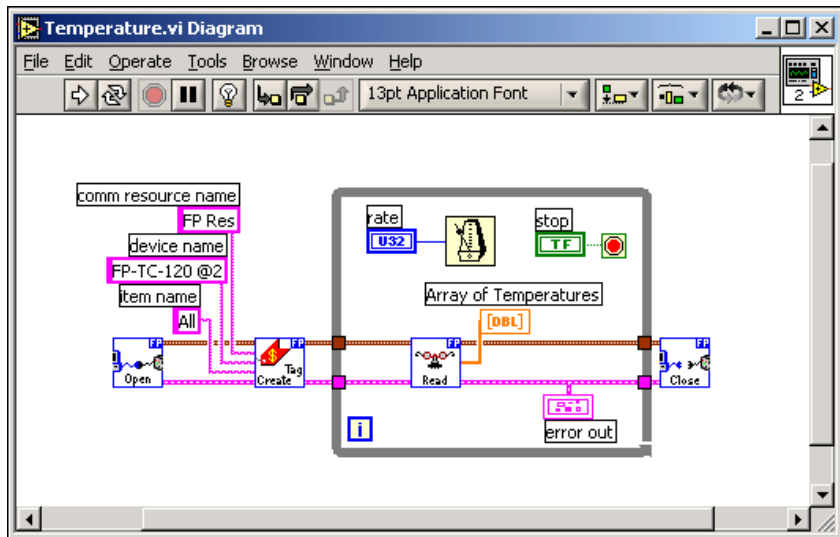 Temperature.vi Diagram
File Edit Operate Tools Browse Window Help
13pt Application Font
2
comm resource name
FP Res
device name
FP-TC-120 @2
item name
All
rate
U32
stop
TF
Array of Temperatures
[DBL]
FP
Open
FP
Tag
Create
FP
Read
FP
Close
i
error out